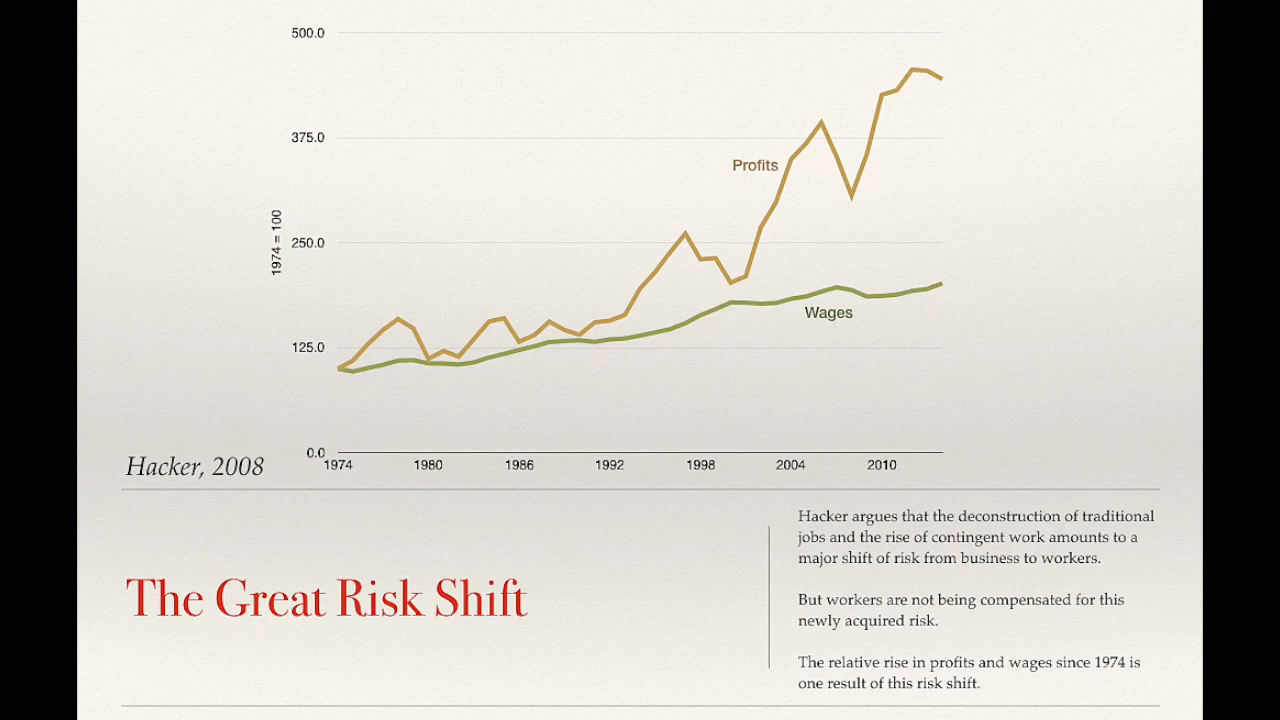 500.0
375.0
Profits
1974 = 100
250.0
Wages
125.0
0.0
1974 1980 1986 1992 1998 2004 2010
Hacker, 2008
The Great Risk Shift
Hacker argues that the deconstruction of traditional
jobs and the rise of contingent work amounts to a
major shift of risk from business to workers.
But workers are not being compensated for this
newly acquired risk.
The relative rise in profits and wages since 1974 is
one result of this risk shift.